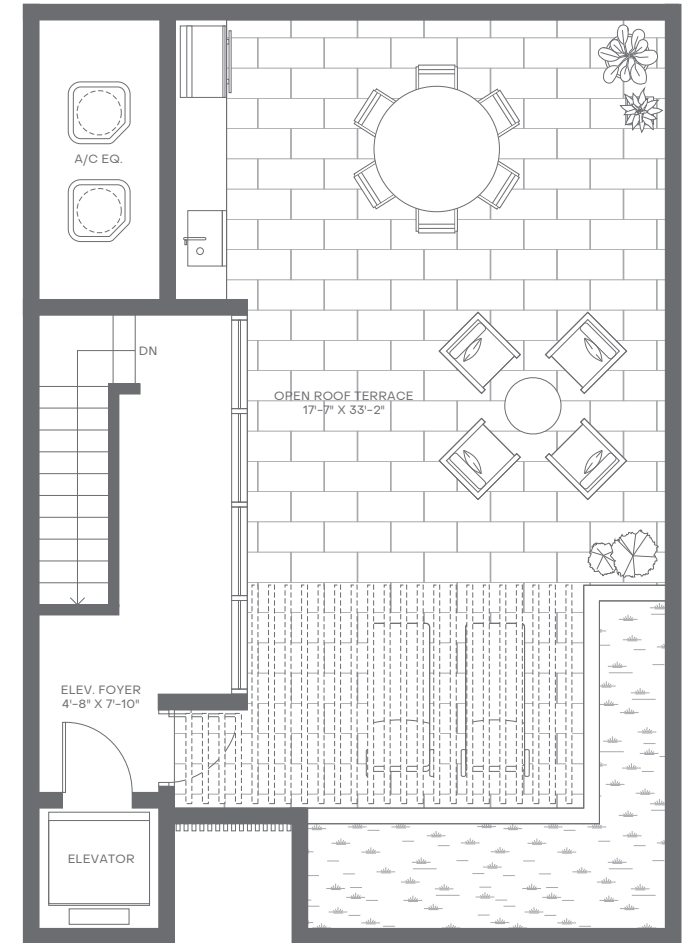 A/C EQ.
DN
OPEN ROOF TERRACE
17'-7" X 33'-2"
ELEV. FOYER
4'-8" X 7'-10"
ELEVATOR